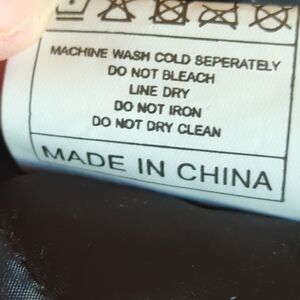 MACHINE WASH COLD SEPERATELY
DO NOT BLEACH
LINE DRY
DO NOT IRON
DO NOT DRY CLEAN
MADE IN CHINA